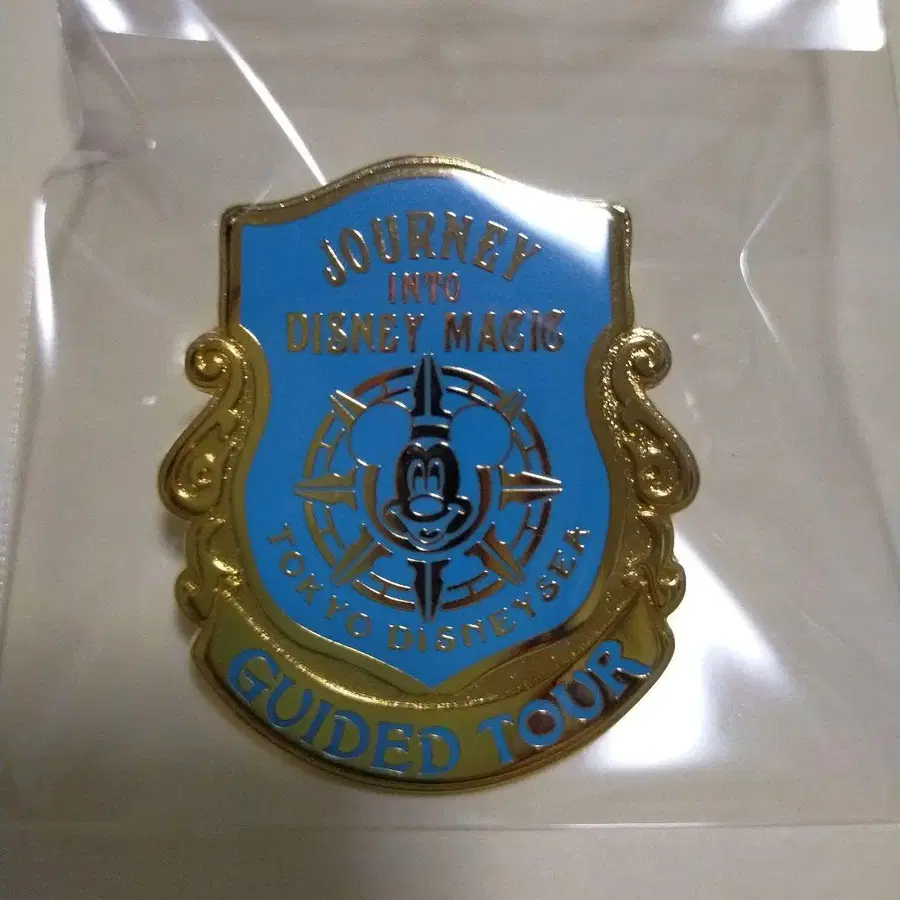 JOURNEY
INTO
DISNEY MAGIC
TOKYO DISNEYSEA
GUIDED TOUR